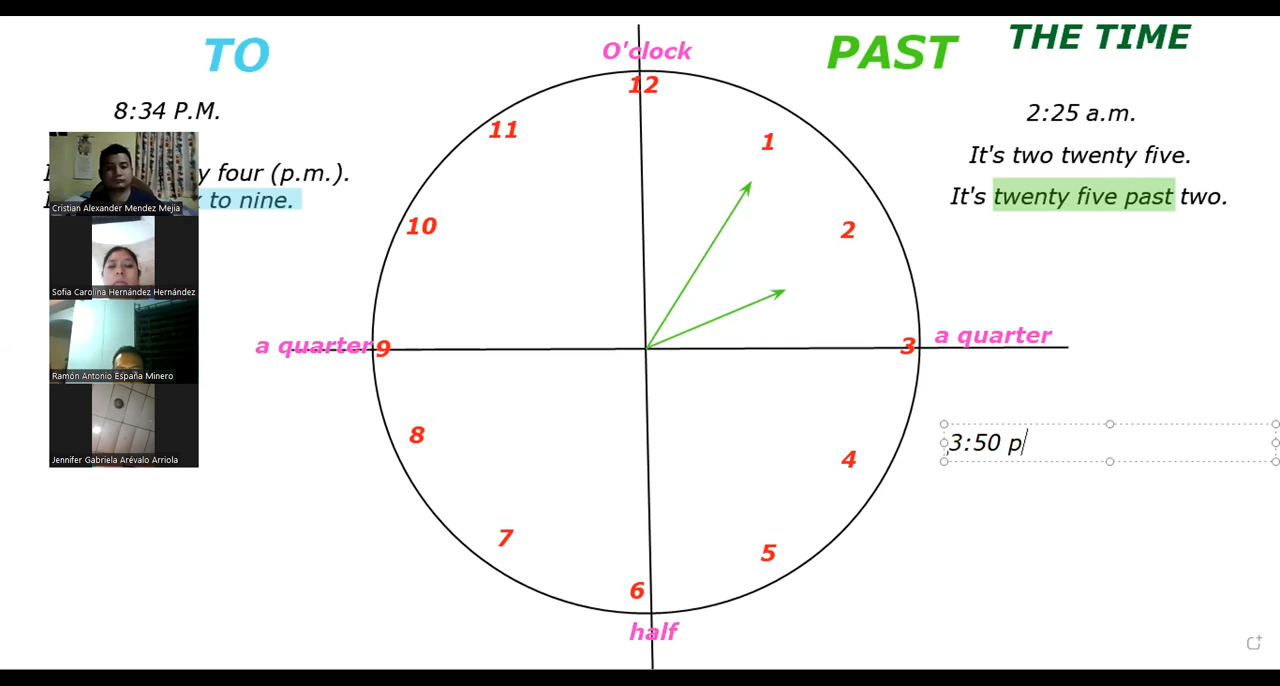 TO
PAST
THE TIME
O'clock
8:34 P.M.
y four (p.m.).
to nine.
2:25 a.m.
It's two twenty five.
It's twenty five past two.
12
11
1
10
2
a quarter
9
3
a quarter
8
4
3:50 p
7
5
6
half
Cristian Alexander Mendez Mejia
Sofia Carolina Hernández Hernández
Ramón Antonio España Minero
Jennifer Gabriela Arévalo Arriola